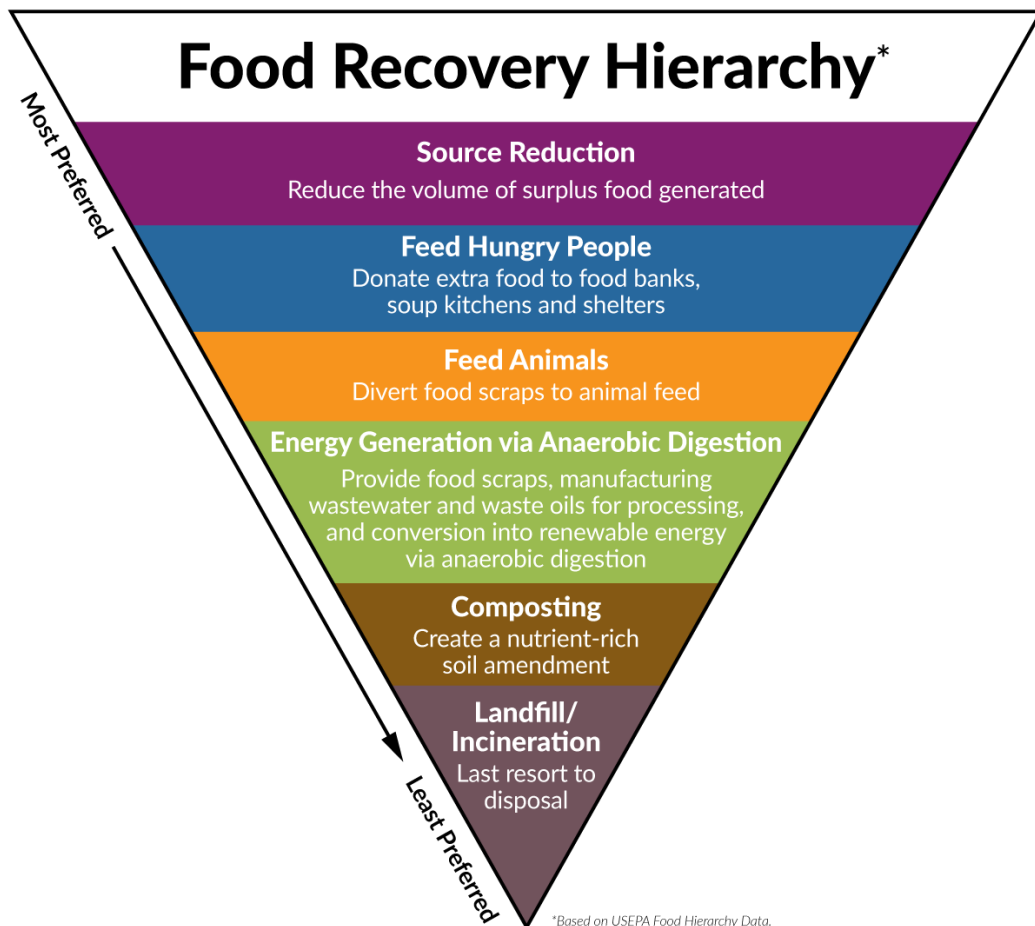 Food Recovery Hierarchy*
Most Preferred
Source Reduction
Reduce the volume of surplus food generated
Feed Hungry People
Donate extra food to food banks,
soup kitchens and shelters
Feed Animals
Divert food scraps to animal feed
Energy Generation via Anaerobic Digestion
Provide food scraps, manufacturing
wastewater and waste oils for processing,
and conversion into renewable energy
via anaerobic digestion
Composting
Create a nutrient-rich
soil amendment
Landfill/
Incineration
Last resort to
disposal
Least Preferred
*Based on USEPA Food Hierarchy Data.